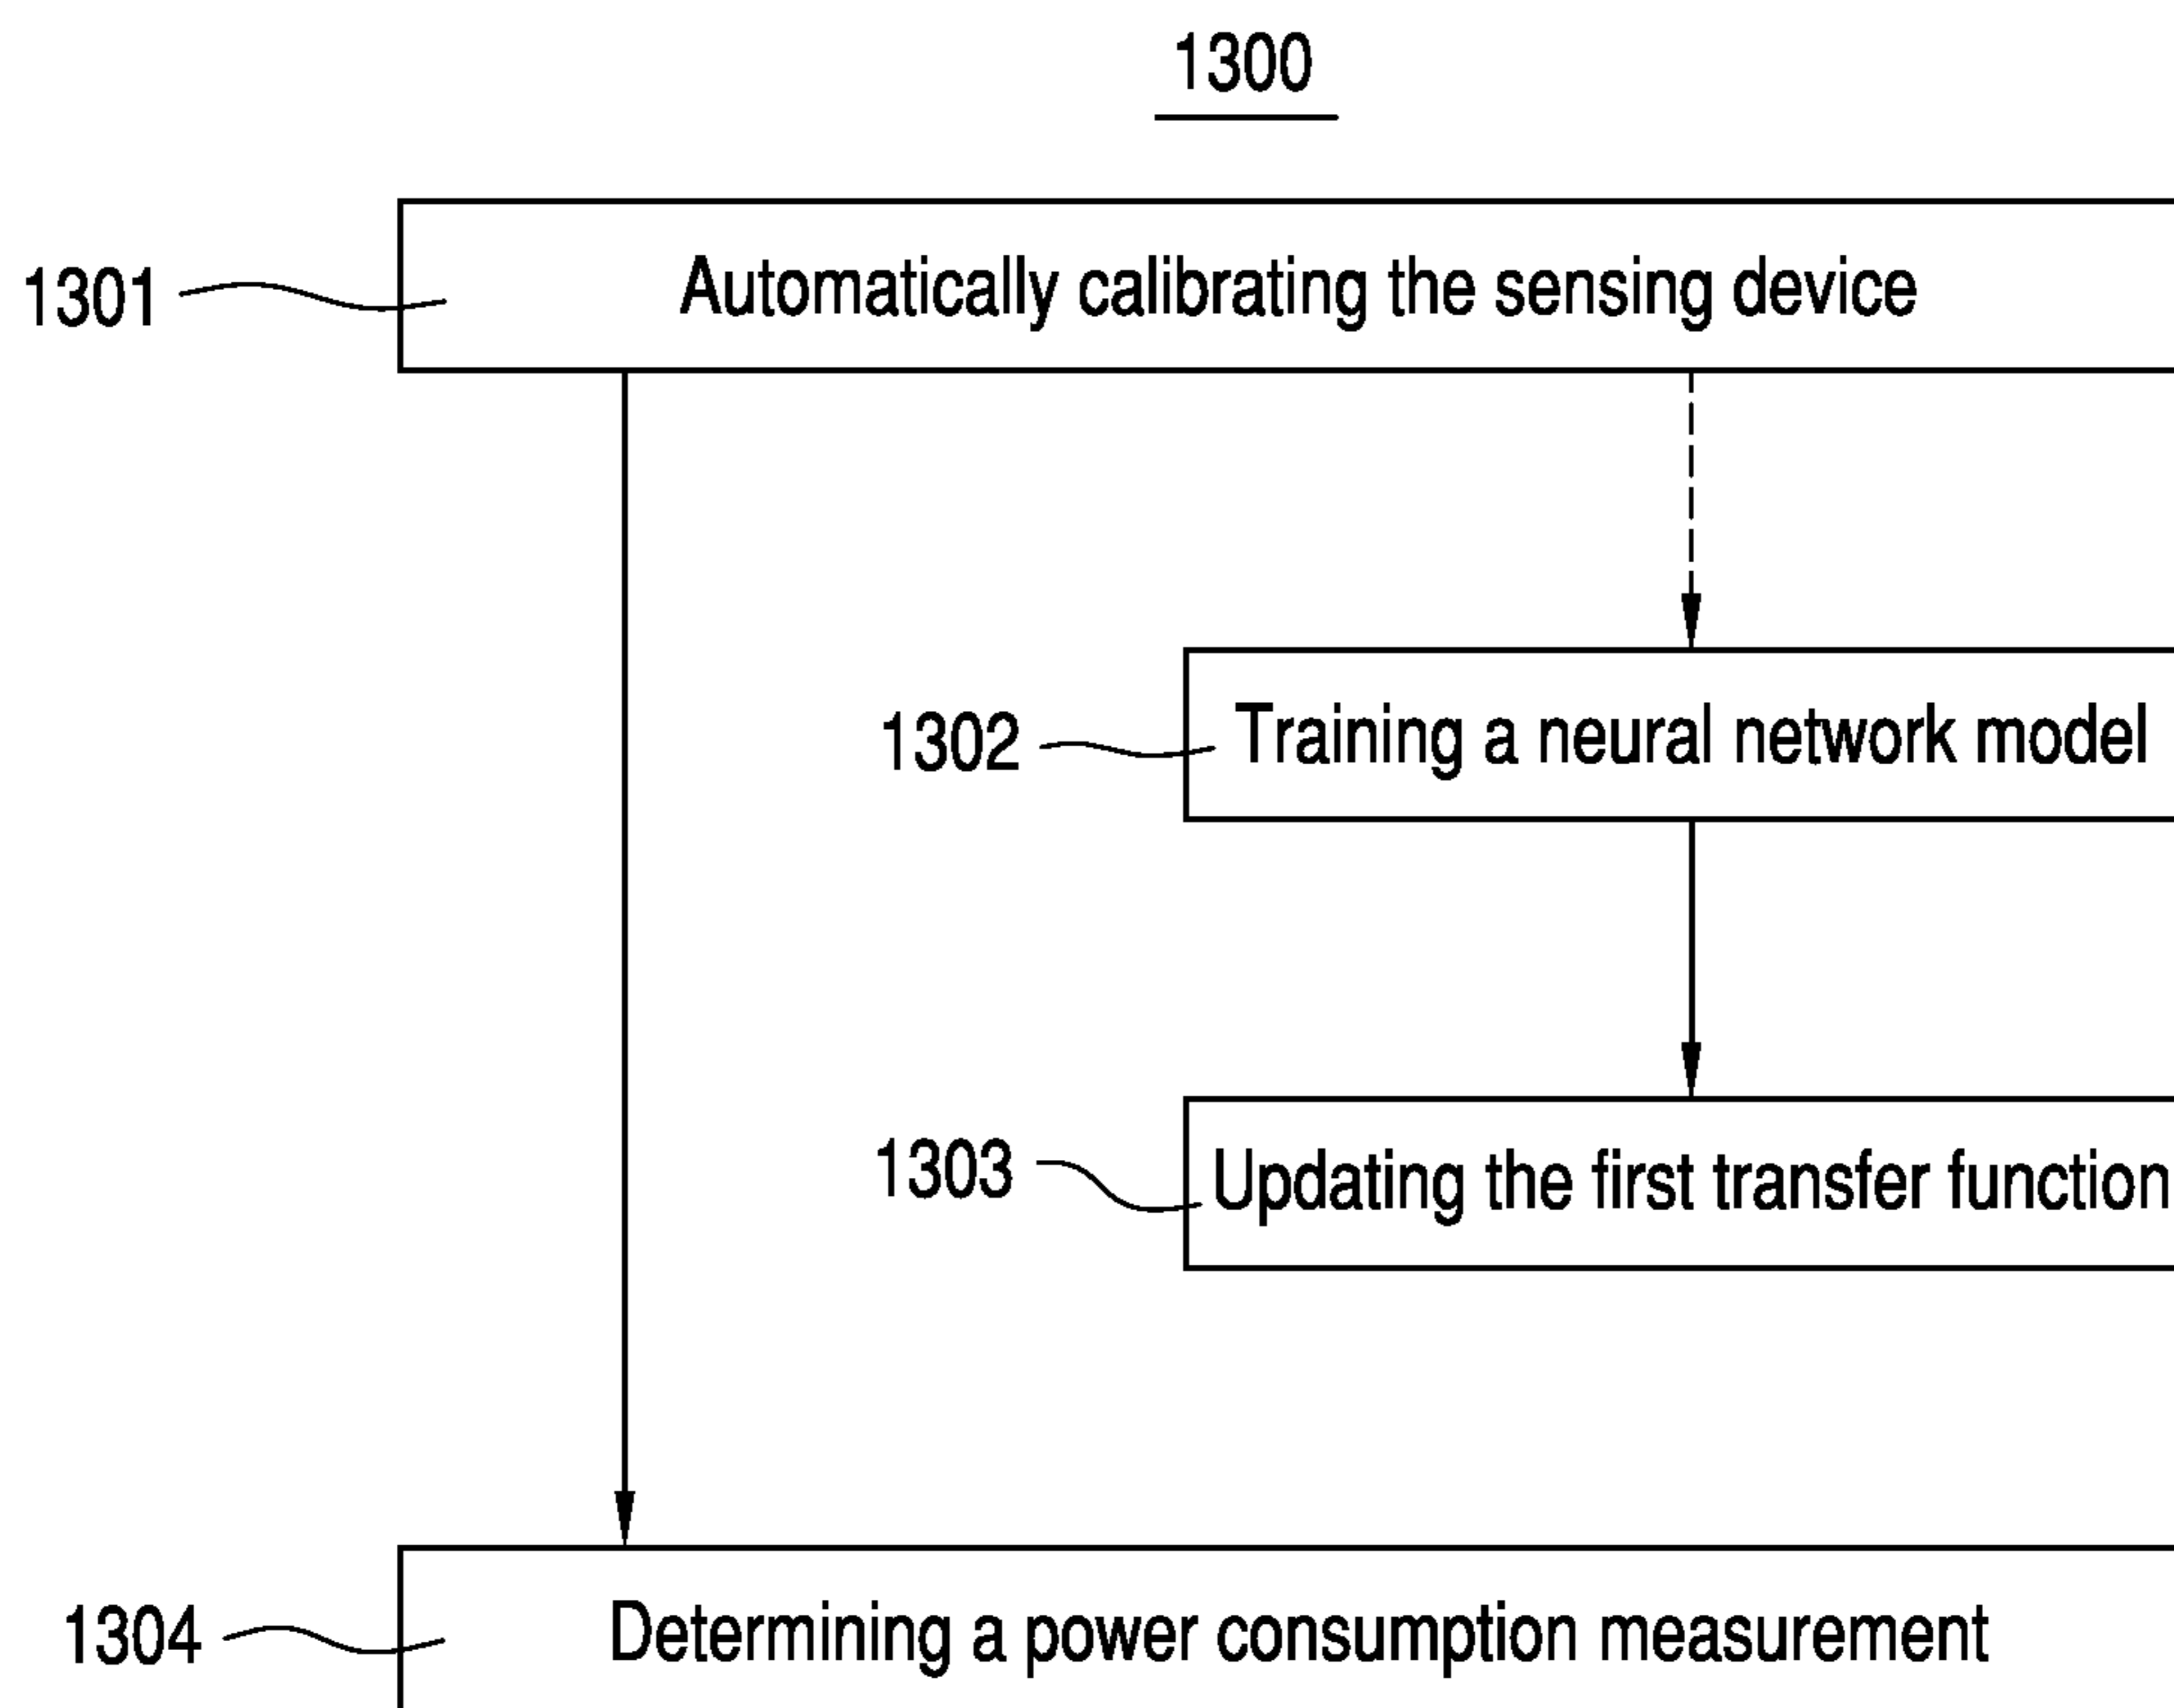 1300
1301
Automatically calibrating the sensing device
1302
Training a neural network model
1303
Updating the first transfer function
1304
Determining a power consumption measurement